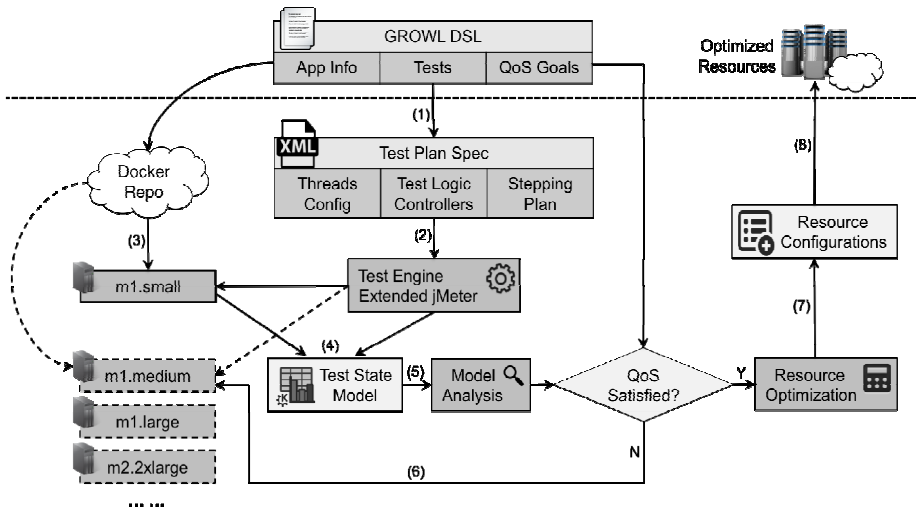 GROWL DSL
App Info
Tests
QoS Goals
Optimized
Resources
(1)
XML
Test Plan Spec
Threads
Config
Test Logic
Controllers
Stepping
Plan
(8)
Docker
Repo
(2)
(3)
Resource
Configurations
m1.small
Test Engine
Extended jMeter
(7)
(4)
m1.medium
Test State
Model
(5)
Model
Analysis
QoS
Satisfied?
Y
Resource
Optimization
m1.large
N
m2.2xlarge
(6)
... ...